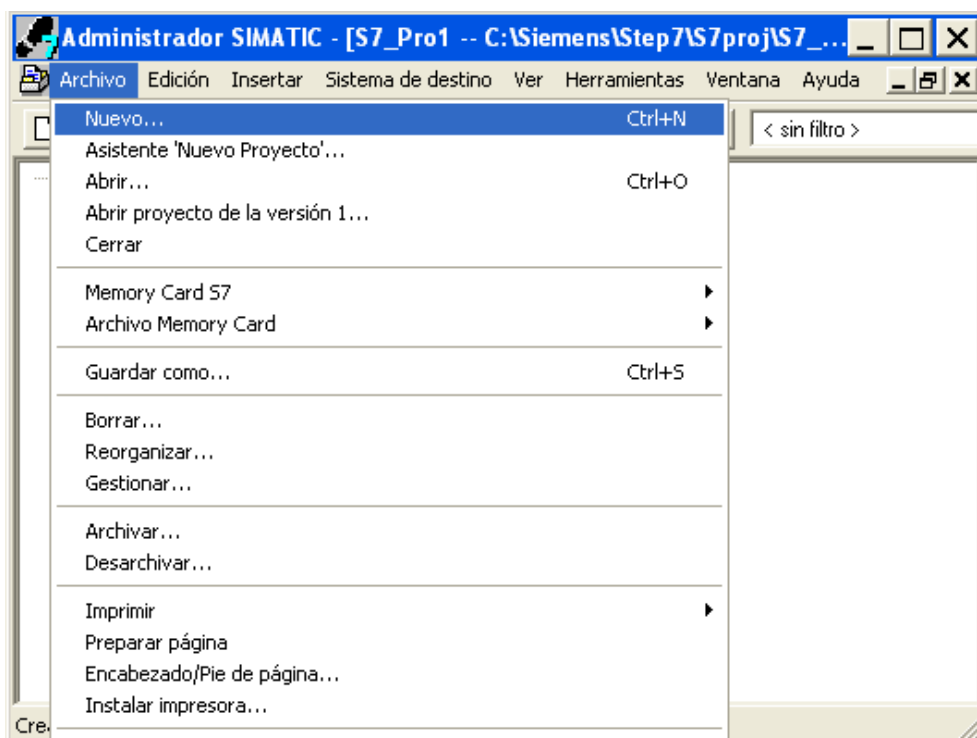 Administrador SIMATIC - [S7_Pro1 -- C:\Siemens\Step7\S7proj\S7_...
Archivo Edición Insertar Sistema de destino Ver Herramientas Ventana Ayuda
Nuevo... Ctrl+N
< sin filtro >
Asistente 'Nuevo Proyecto'...
Abrir... Ctrl+O
Abrir proyecto de la versión 1...
Cerrar
Memory Card S7
Archivo Memory Card
Guardar como... Ctrl+S
Borrar...
Reorganizar...
Gestionar...
Archivar...
Desarchivar...
Imprimir
Preparar página
Encabezado/Pie de página...
Instalar impresora...